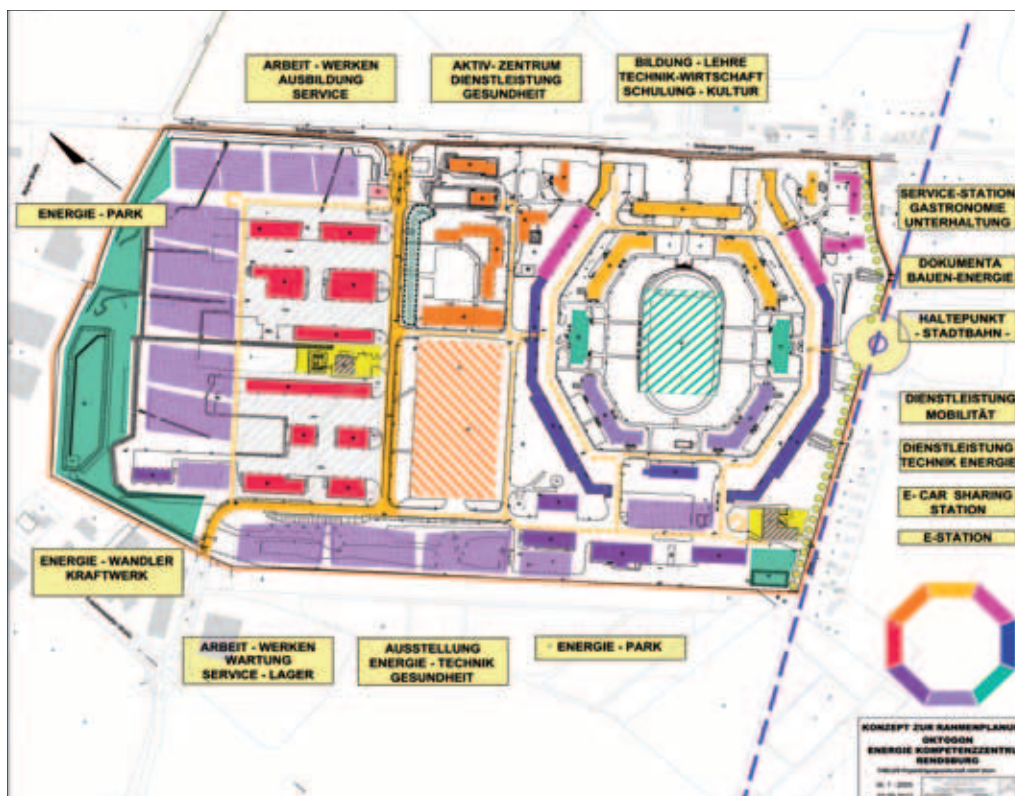 ARBEIT - WERKEN
AUSBILDUNG
SERVICE
AKTIV- ZENTRUM
DIENSTLEISTUNG
GESUNDHEIT
BILDUNG - LEHRE
TECHNIK-WIRTSCHAFT
SCHULUNG - KULTUR
ENERGIE - PARK
SERVICE-STATION
GASTRONOMIE
UNTERHALTUNG
DOKUMENTA
BAUEN-ENERGIE
HALTEPUNKT
- STADTBAHN -
DIENSTLEISTUNG
MOBILITÄT
DIENSTLEISTUNG
TECHNIK ENERGIE
E- CAR SHARING
STATION
E-STATION
ENERGIE - WANDLER
KRAFTWERK
ARBEIT - WERKEN
WARTUNG
SERVICE - LAGER
AUSSTELLUNG
ENERGIE - TECHNIK
GESUNDHEIT
ENERGIE - PARK
KONZEPT ZUR RAHMENPLANUN
OKTOGON
ENERGIE KOMPETENZZENTRU
RENDSBURG